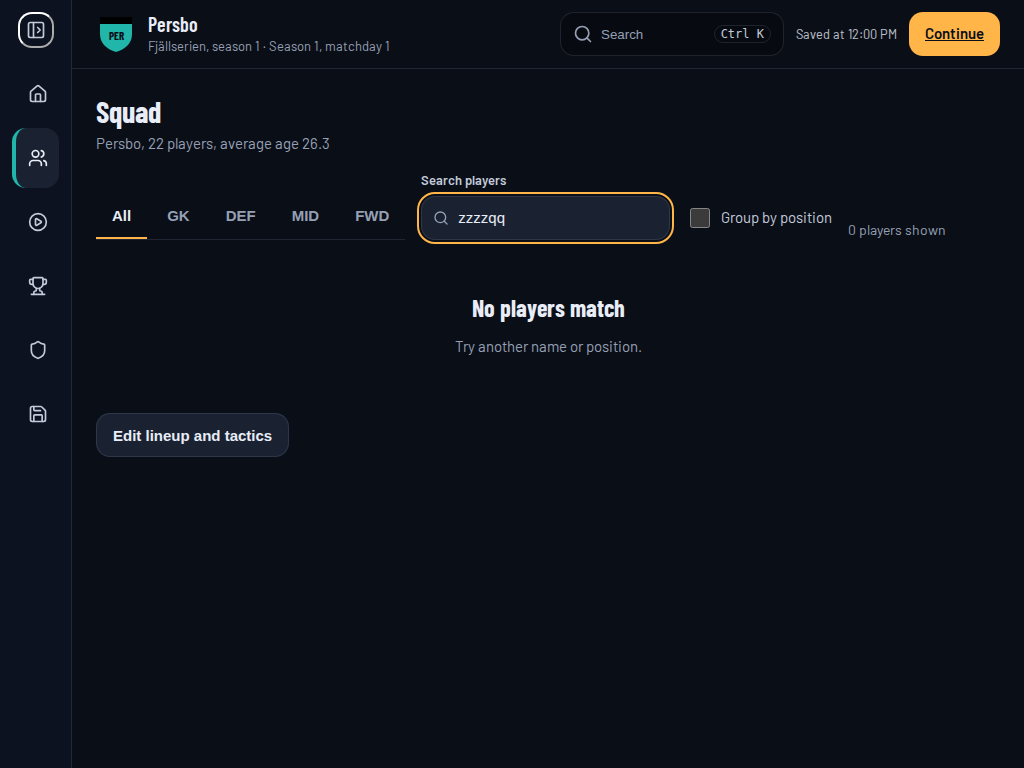 PER
Persbo
Fjällserien, season 1 · Season 1, matchday 1
Search
Ctrl K
Saved at 12:00 PM
Continue
Squad
Persbo, 22 players, average age 26.3
Search players
All
GK
DEF
MID
FWD
zzzzqq
Group by position
0 players shown
No players match
Try another name or position.
Edit lineup and tactics